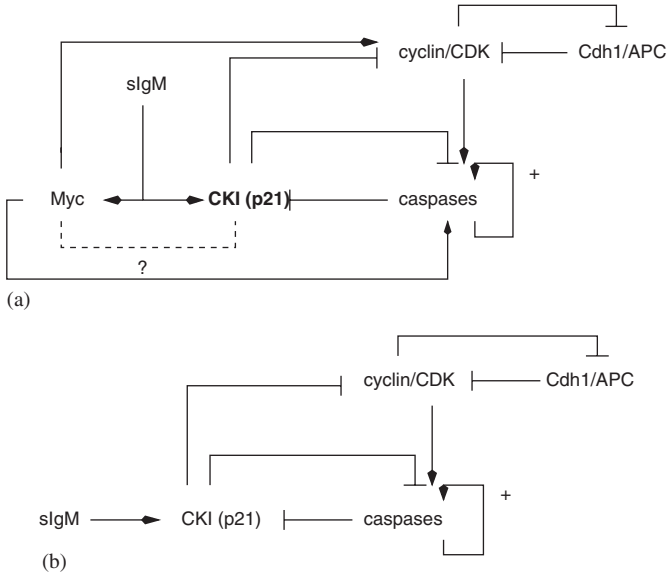 cyclin/CDK Cdh1/APC
sIgM
+
Myc CKI (p21) caspases
?
(a)
cyclin/CDK Cdh1/APC
+
sIgM CKI (p21) caspases
(b)